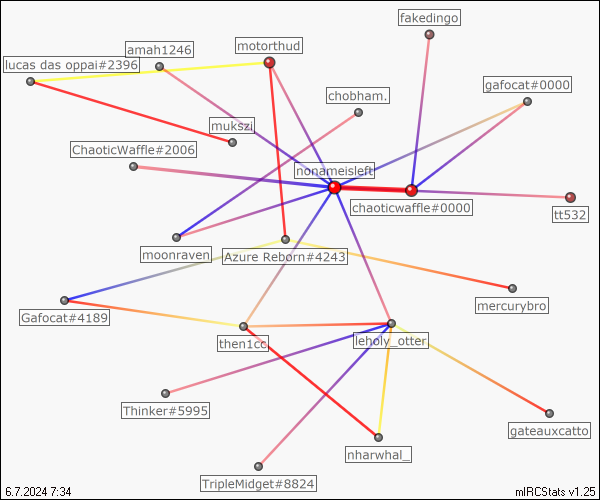 fakedingo
motorthud
amah1246
lucas das oppai#2396
gafocat#0000
chobham.
mukszi
ChaoticWaffle#2006
nonameisleft
chaoticwaffle#0000
tt532
moonraven
Azure Reborn#4243
mercurybro
Gafocat#4189
then1cc
leholy_otter
Thinker#5995
gateauxcatto
nharwhal_
TripleMidget#8824
6.7.2024 7:34
mIRCStats v1.25